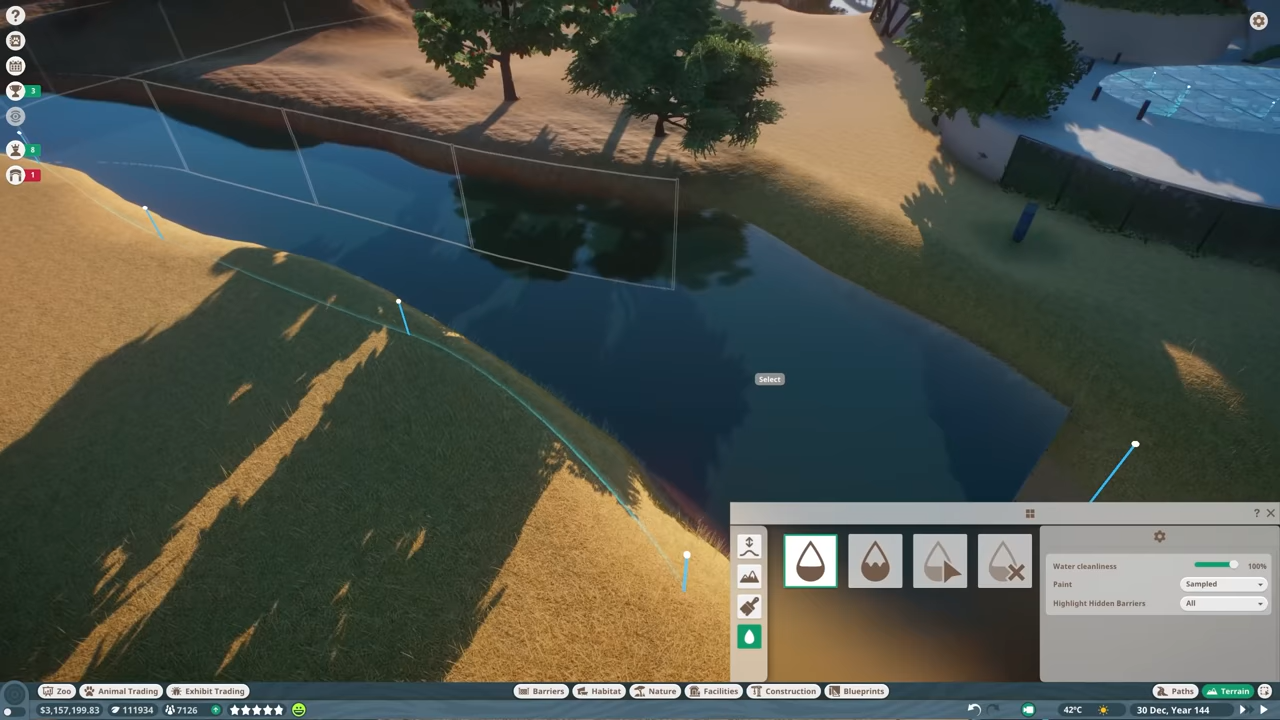 ?
3
8
1
Select
?
Water cleanliness 100%
Paint Sampled
Highlight Hidden Barriers All
Zoo Animal Trading Exhibit Trading Barriers Habitat Nature Facilities Construction Blueprints Paths Terrain
$3,157,199.83 111934 7126 42°C 30 Dec, Year 144